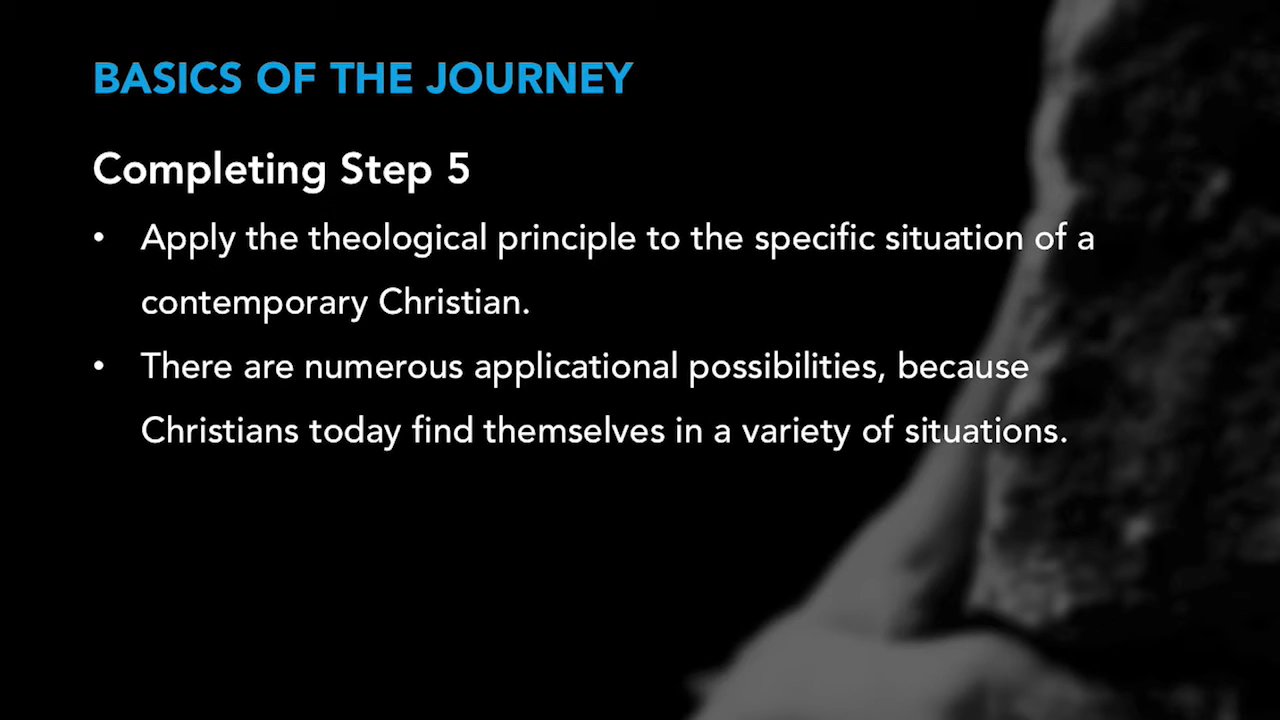 BASICS OF THE JOURNEY
Completing Step 5
• Apply the theological principle to the specific situation of a
contemporary Christian.
• There are numerous applicational possibilities, because
Christians today find themselves in a variety of situations.